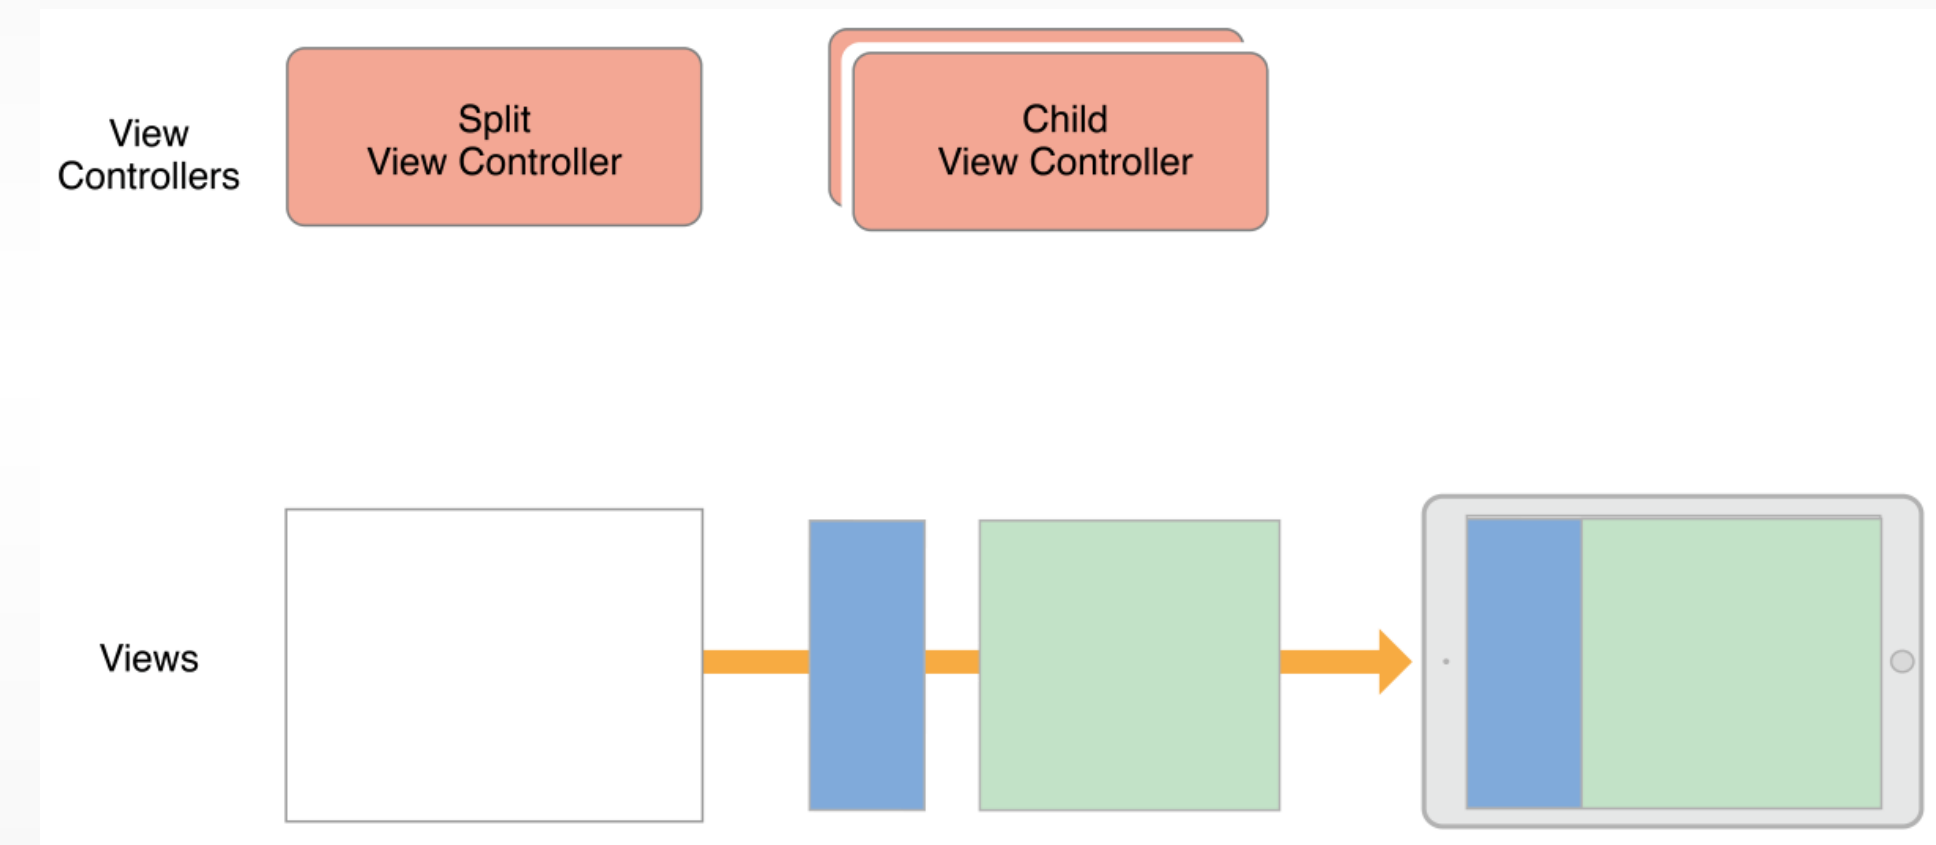 View
Controllers
Split
View Controller
Child
View Controller
Views